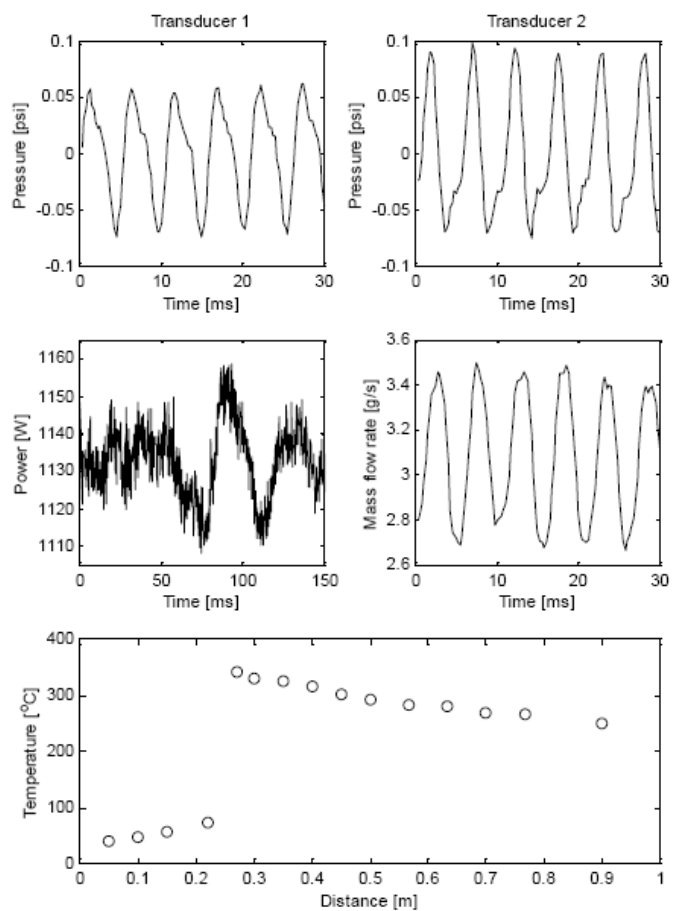 Transducer 1
0.1
0.05
0
-0.05
-0.1
Pressure [psi]
0 10 20 30
Time [ms]
Transducer 2
0.1
0.05
0
-0.05
-0.1
Pressure [psi]
0 10 20 30
Time [ms]
1160
1150
1140
1130
1120
1110
Power [W]
0 50 100 150
Time [ms]
3.6
3.4
3.2
3
2.8
2.6
Mass flow rate [g/s]
0 10 20 30
Time [ms]
400
300
200
100
0
Temperature [°C]
0 0.1 0.2 0.3 0.4 0.5 0.6 0.7 0.8 0.9 1
Distance [m]